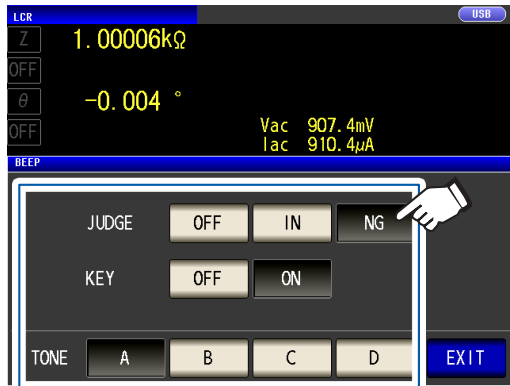 LCR USB
Z 1.00006kΩ
OFF
θ -0.004 °
OFF
Vac 907.4mV
Iac 910.4μA
BEEP
JUDGE OFF IN NG
KEY OFF ON
TONE A B C D EXIT